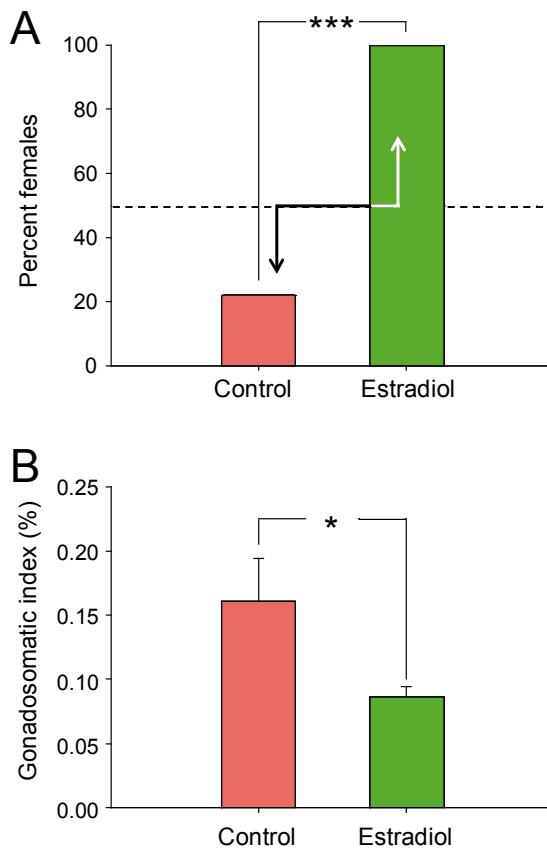 A
***
100
80
60
40
20
0
Percent females
Control Estradiol
B
0.25
*
0.20
0.15
0.10
0.05
0.00
Gonadosomatic index (%)
Control Estradiol